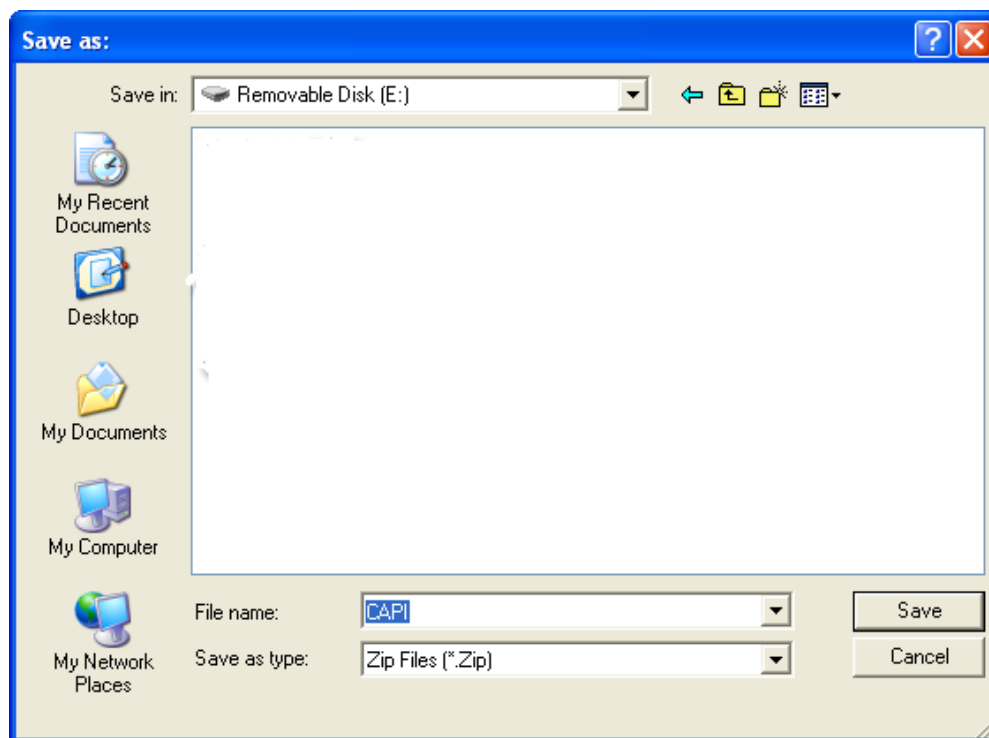 Save as:
Save in: Removable Disk (E:)
My Recent
Documents
Desktop
My Documents
My Computer
My Network
Places
File name: CAPI Save
Save as type: Zip Files (*.Zip) Cancel